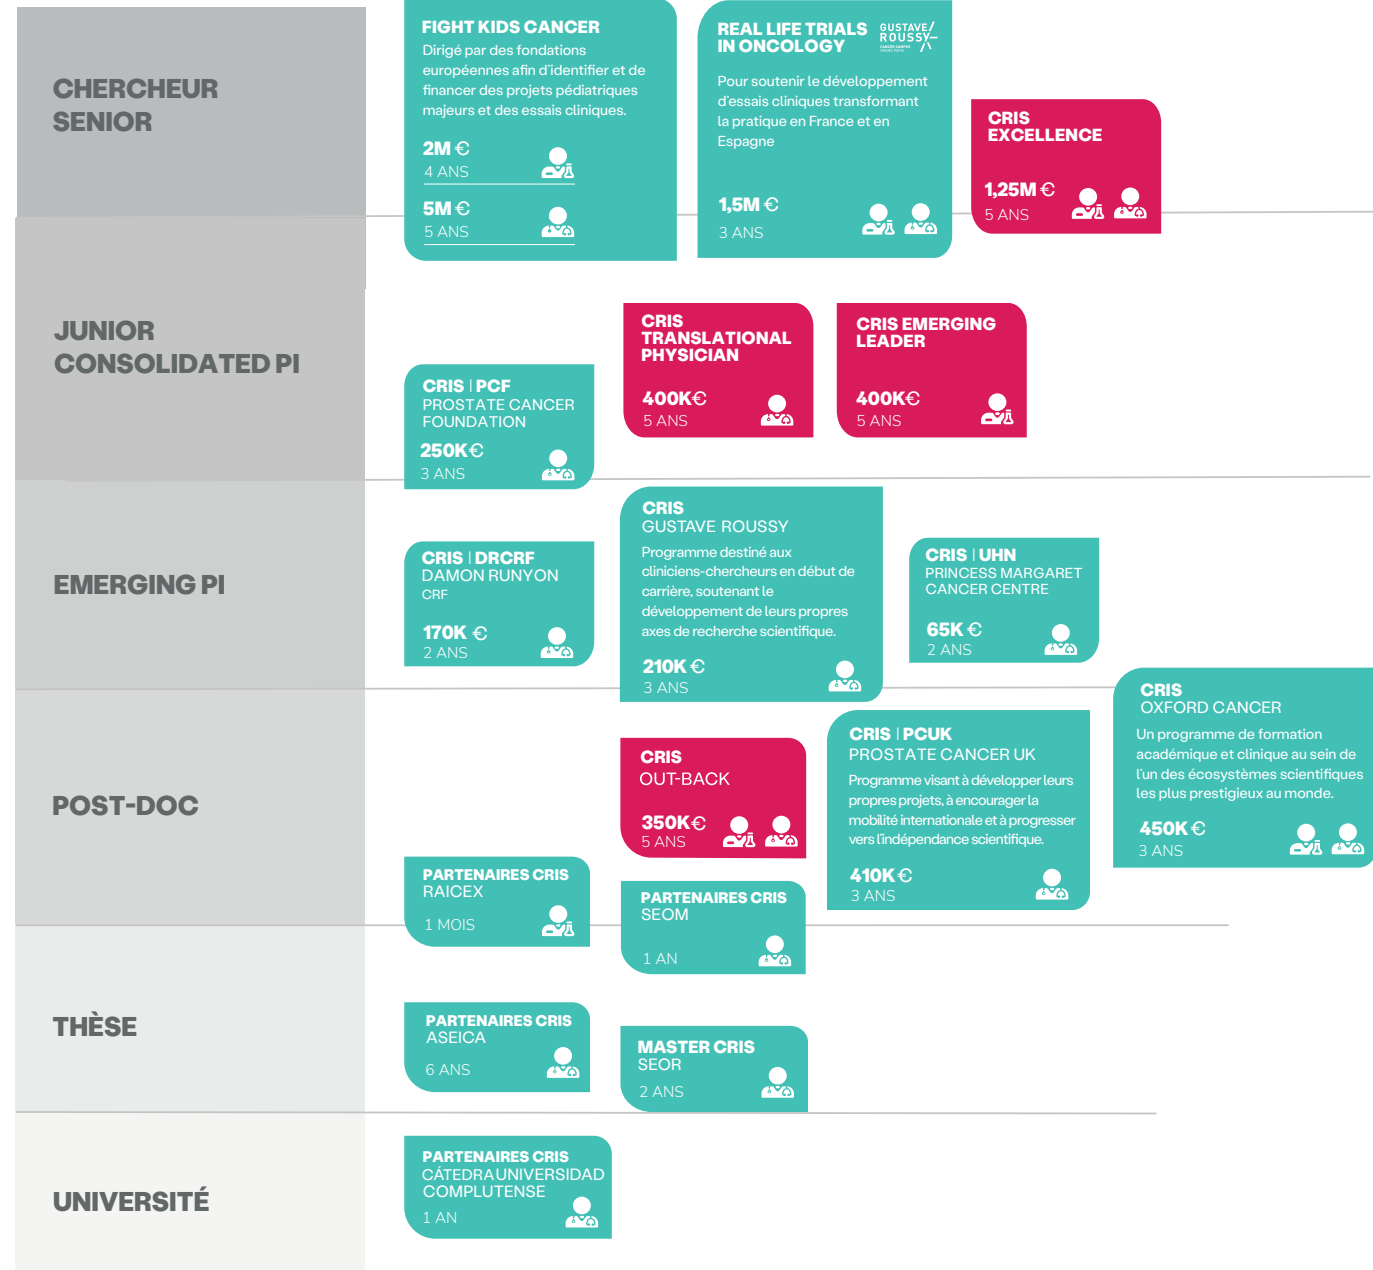 CHERCHEUR
SENIOR
FIGHT KIDS CANCER
Dirigé par des fondations
européennes afin d'identifier et de
financer des projets pédiatriques
majeurs et des essais cliniques.
2M €
4 ANS
5M €
5 ANS
REAL LIFE TRIALS
IN ONCOLOGY
GUSTAVE/
ROUSSY
Pour soutenir le développement
d'essais cliniques transformant
la pratique en France et en
Espagne
1,5M €
3 ANS
CRIS
EXCELLENCE
1,25M €
5 ANS
JUNIOR
CONSOLIDATED PI
CRIS | PCF
PROSTATE CANCER
FOUNDATION
250K€
3 ANS
CRIS
TRANSLATIONAL
PHYSICIAN
400K€
5 ANS
CRIS EMERGING
LEADER
400K€
5 ANS
EMERGING PI
CRIS | DRCRF
DAMON RUNYON
CRF
170K €
2 ANS
CRIS
GUSTAVE ROUSSY
Programme destiné aux
cliniciens-chercheurs en début de
carrière, soutenant le
développement de leurs propres
axes de recherche scientifique.
210K €
3 ANS
CRIS | UHN
PRINCESS MARGARET
CANCER CENTRE
65K €
2 ANS
POST-DOC
CRIS
OUT-BACK
350K€
5 ANS
CRIS | PCUK
PROSTATE CANCER UK
Programme visant à développer leurs
propres projets, à encourager la
mobilité internationale et à progresser
vers l'indépendance scientifique.
410K €
3 ANS
CRIS
OXFORD CANCER
Un programme de formation
académique et clinique au sein de
l'un des écosystèmes scientifiques
les plus prestigieux au monde.
450K €
3 ANS
PARTENAIRES CRIS
RAICEX
1 MOIS
PARTENAIRES CRIS
SEOM
1 AN
THÈSE
PARTENAIRES CRIS
ASEICA
6 ANS
MASTER CRIS
SEOR
2 ANS
UNIVERSITÉ
PARTENAIRES CRIS
CÁTEDRA UNIVERSIDAD
COMPLUTENSE
1 AN